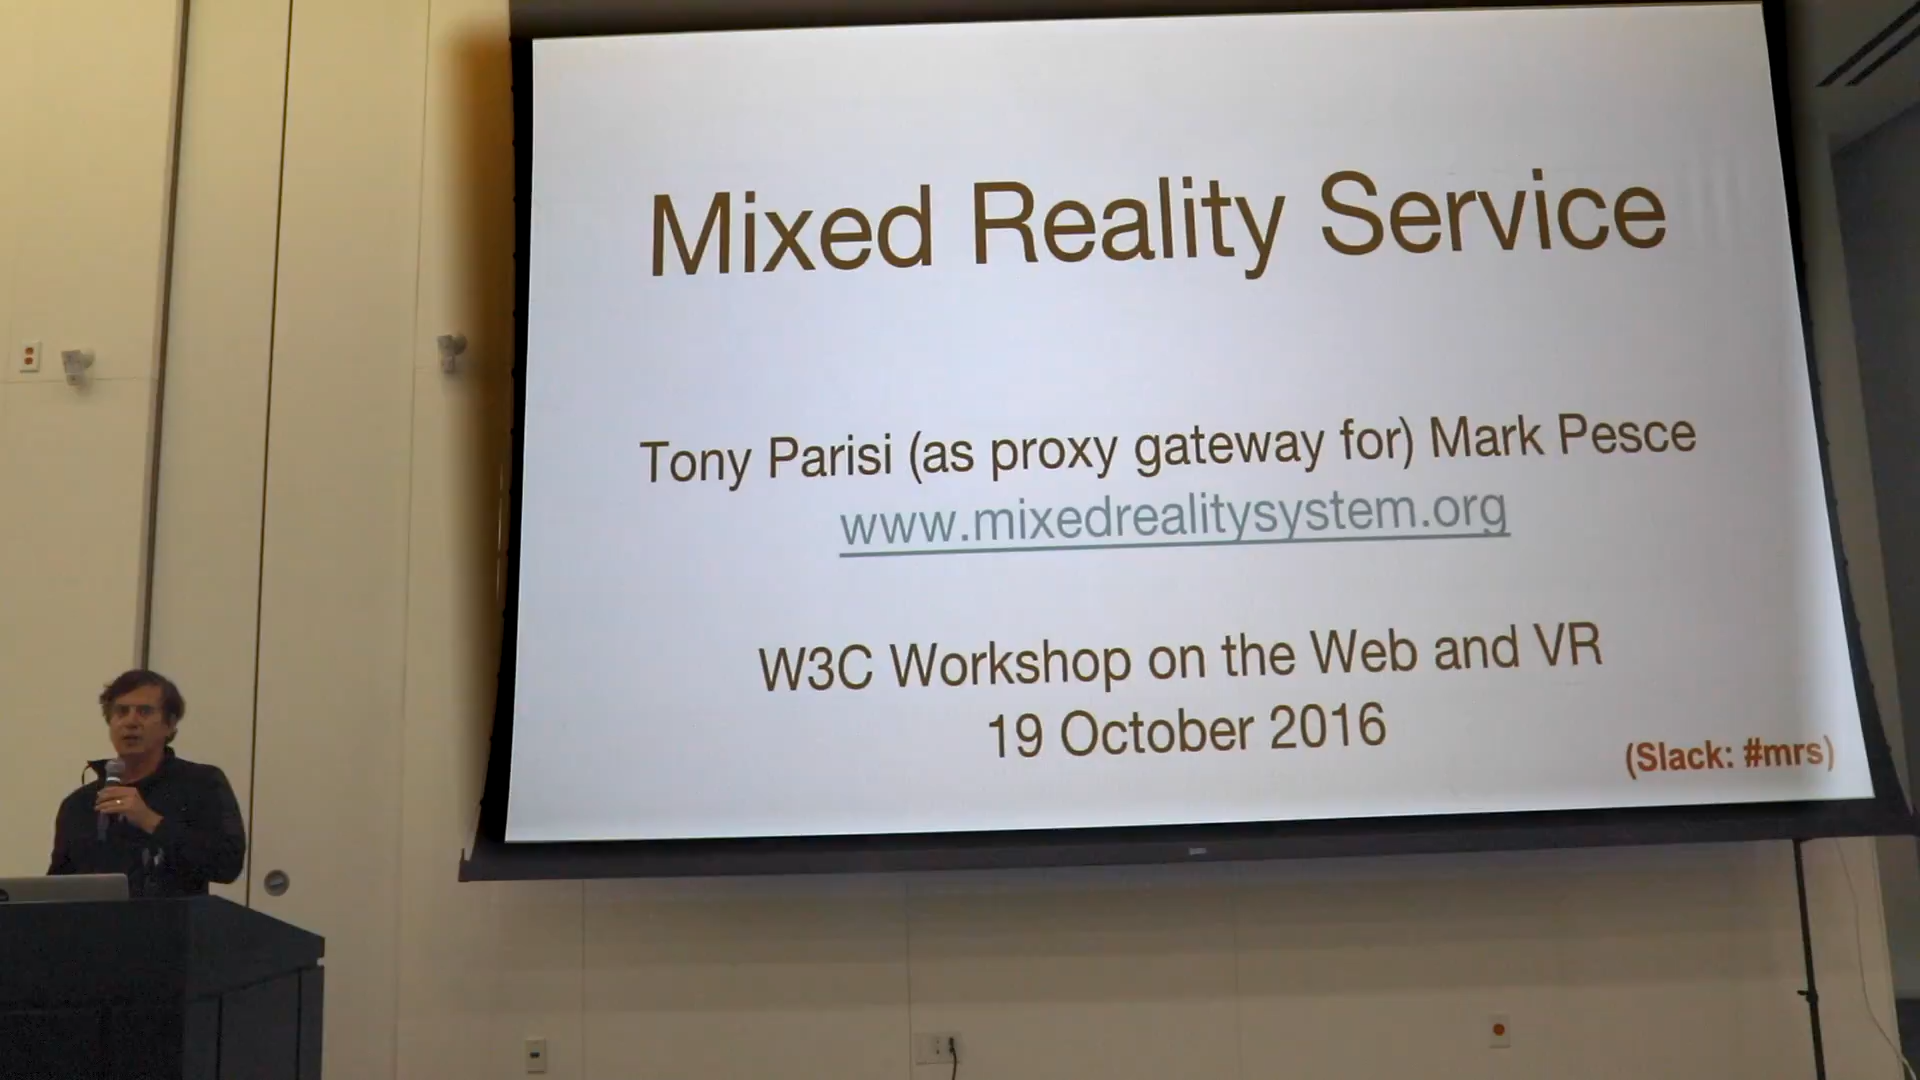 Mixed Reality Service
Tony Parisi (as proxy gateway for) Mark Pesce
www.mixedrealitysystem.org
W3C Workshop on the Web and VR
19 October 2016
(Slack: #mrs)